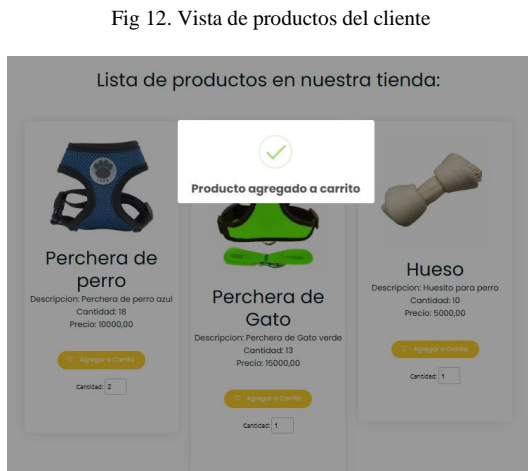 Fig 12. Vista de productos del cliente
Lista de productos en nuestra tienda:
Producto agregado a carrito
Perchera de
perro
Descripcion: Perchera de perro azul
Cantidad: 18
Precio: 10000,00
Agregar a Carrito
Cantidad: 2
Perchera de
Gato
Descripcion: Perchera de Gato verde
Cantidad: 13
Precio: 15000,00
Agregar a Carrito
Cantidad: 1
Hueso
Descripcion: Huesito para perro
Cantidad: 10
Precio: 5000,00
Agregar a Carrito
Cantidad: 1